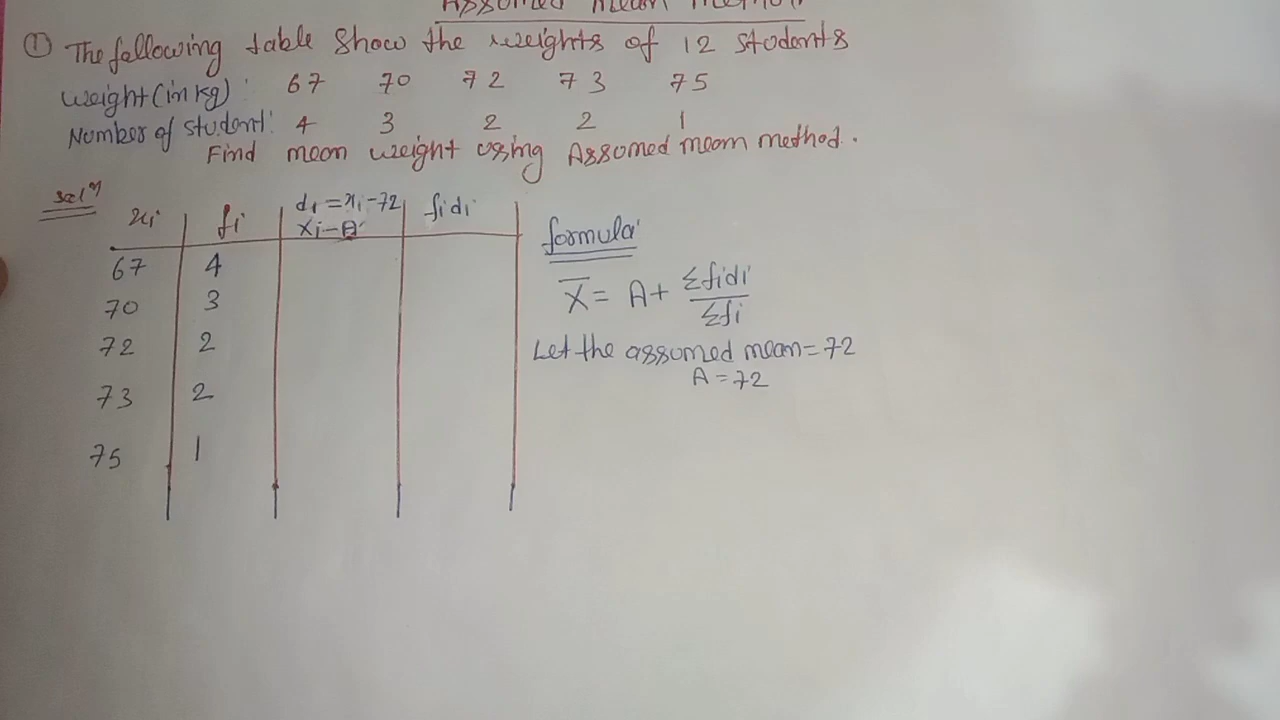 Assumed Mean Method
① The following table Show the weights of 12 students
Weight(in kg) : 67 70 72 73 75
Number of student: 4 3 2 2 1
Find mean weight using Assumed mean method.
solⁿ
xi fi di = xi-72 fidi
xi-A
67 4
70 3
72 2
73 2
75 1
formula
X̄ = A+ Σfidi
Σfi
Let the assumed mean=72
A=72